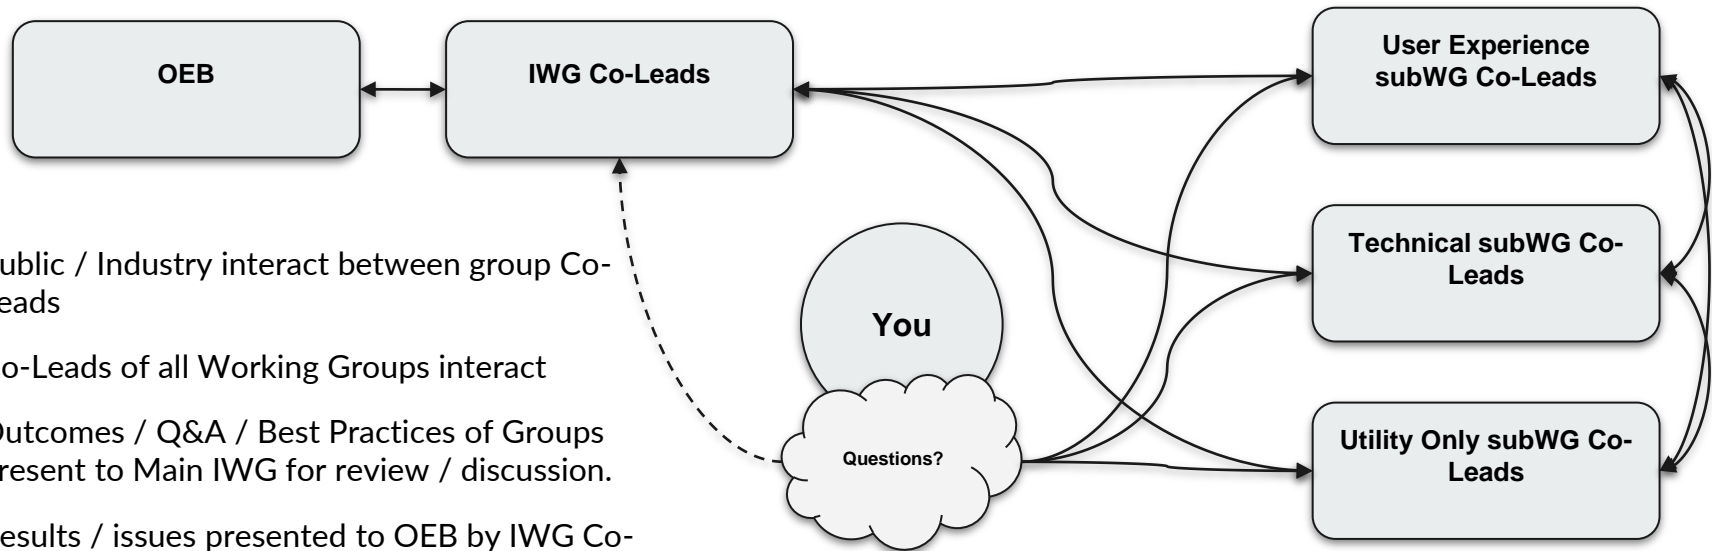 OEB
IWG Co-Leads
User Experience
subWG Co-Leads
Technical subWG Co-
Leads
Utility Only subWG Co-
Leads
You
Questions?
ublic / Industry interact between group Co-
eads
o-Leads of all Working Groups interact
utcomes / Q&A / Best Practices of Groups
resent to Main IWG for review / discussion.
esults / issues presented to OEB by IWG Co-